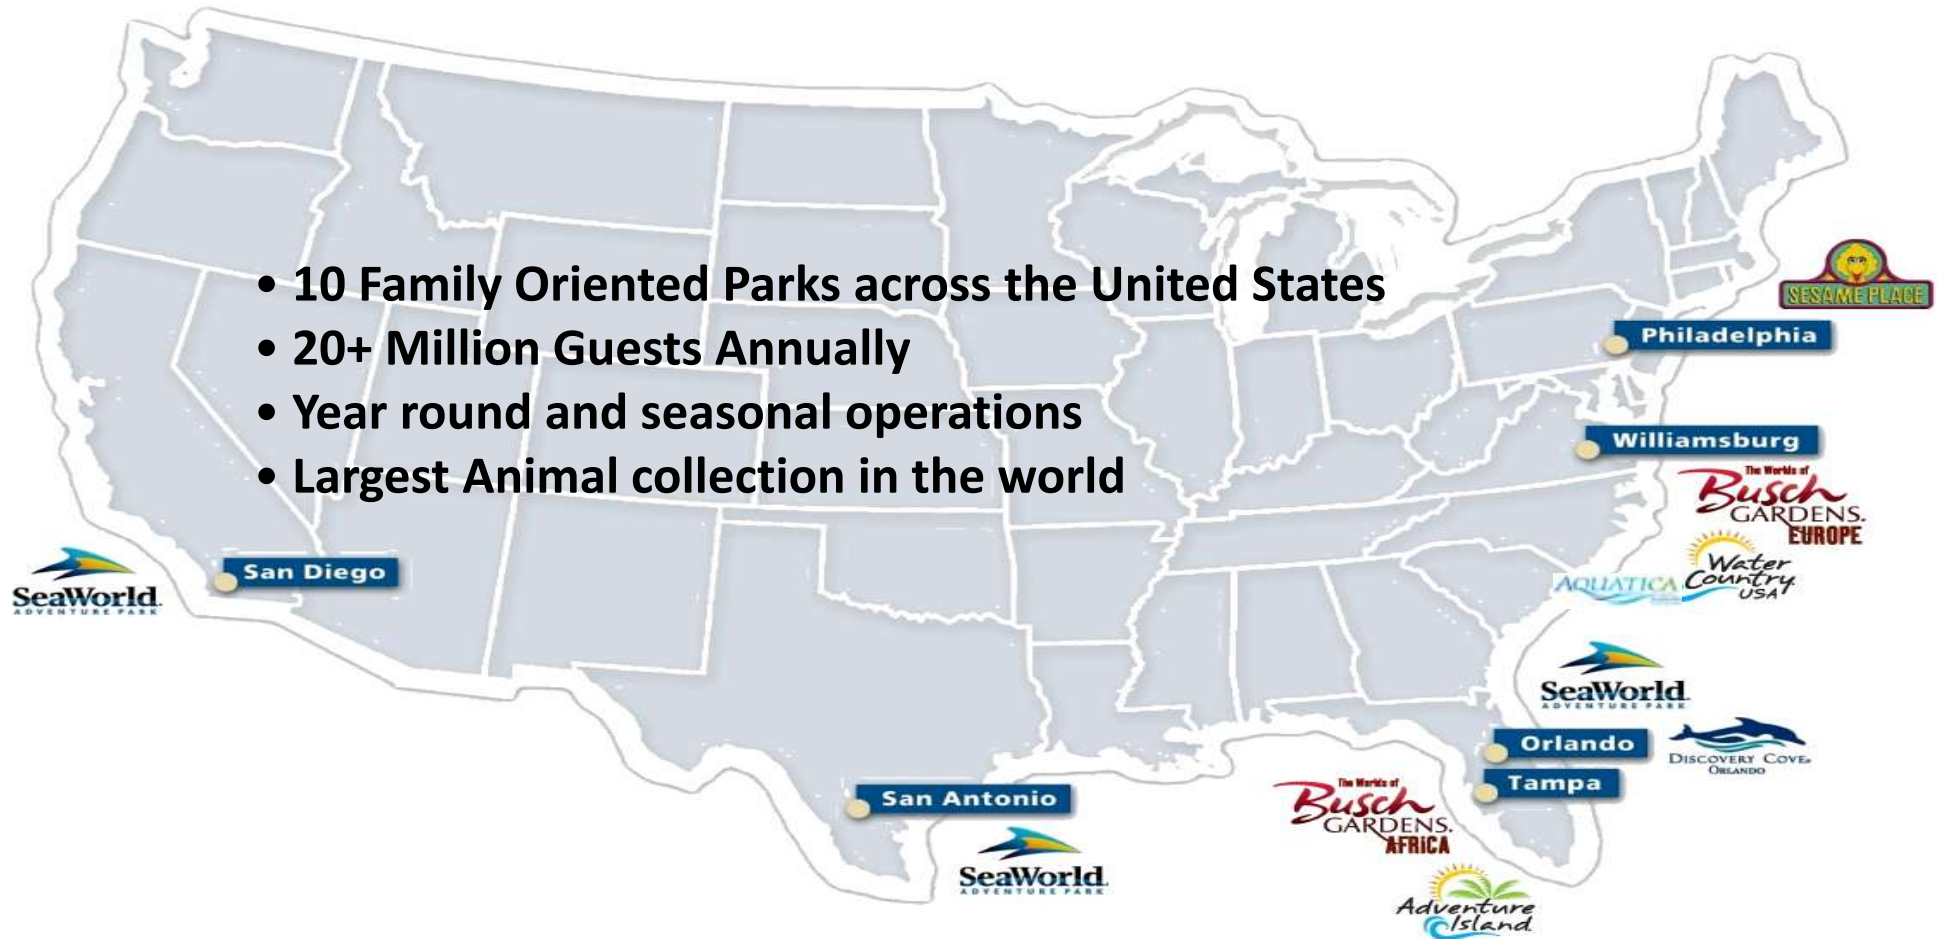 • 10 Family Oriented Parks across the United States
• 20+ Million Guests Annually
• Year round and seasonal operations
• Largest Animal collection in the world
SESAME PLACE
Philadelphia
Williamsburg
The Worlds of
Busch
GARDENS.
EUROPE
Water
Country
USA
AQUATICA
San Diego
SeaWorld.
ADVENTURE PARK
SeaWorld.
ADVENTURE PARK
Orlando
DISCOVERY COVE.
ORLANDO
Tampa
The Worlds of
Busch
GARDENS.
AFRICA
Adventure
Island
San Antonio
SeaWorld.
ADVENTURE PARK